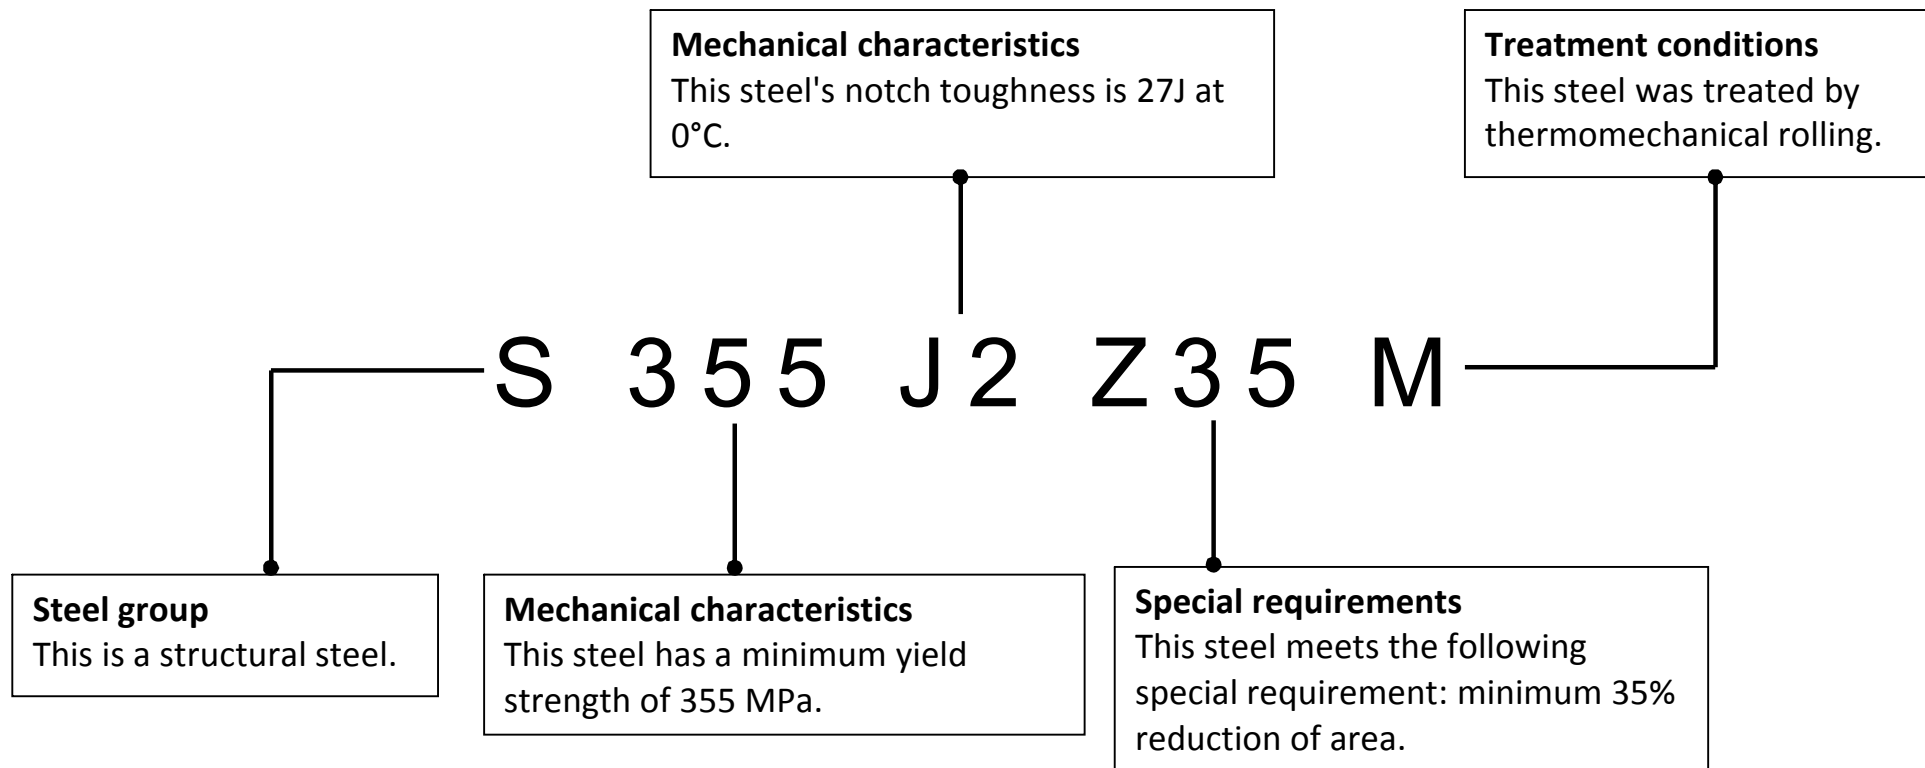 Mechanical characteristics
This steel's notch toughness is 27J at
0°C.
Treatment conditions
This steel was treated by
thermomechanical rolling.
S 355 J2 Z35 M
Steel group
This is a structural steel.
Mechanical characteristics
This steel has a minimum yield
strength of 355 MPa.
Special requirements
This steel meets the following
special requirement: minimum 35%
reduction of area.